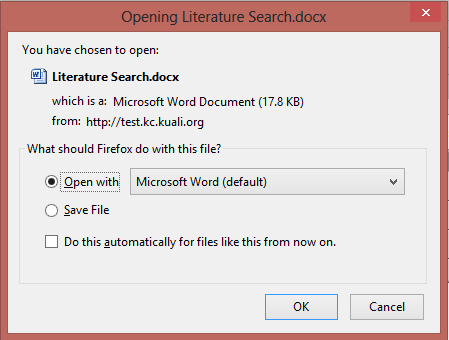 Opening Literature Search.docx
You have chosen to open:
Literature Search.docx
which is a: Microsoft Word Document (17.8 KB)
from: http://test.kc.kuali.org
What should Firefox do with this file?
Open with Microsoft Word (default)
Save File
Do this automatically for files like this from now on.
OK Cancel